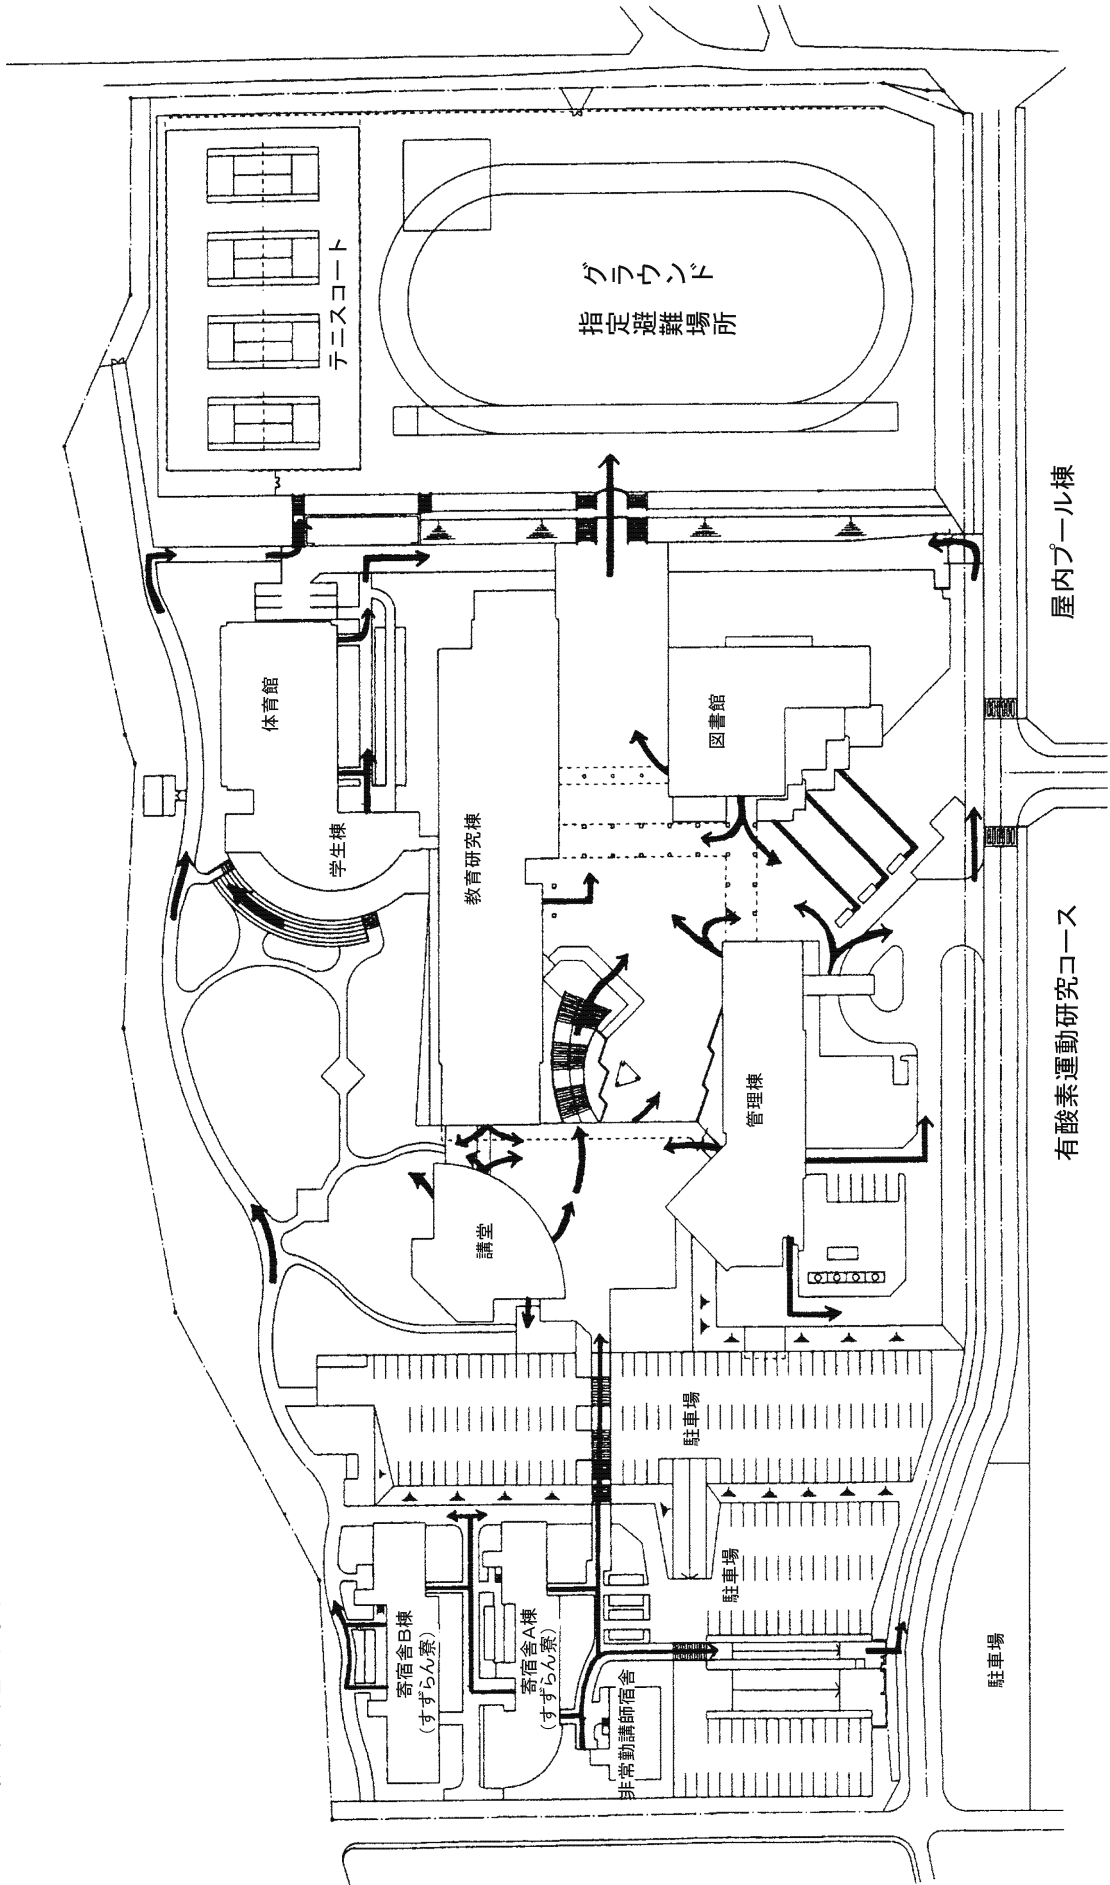 テニスコート
グラウンド
指定避難場所
体育館
学生棟
教育研究棟
図書館
屋内プール棟
講堂
管理棟
有酸素運動研究コース
駐車場
駐車場
寄宿舎B棟
(すずらん寮)
寄宿舎A棟
(すずらん寮)
非常勤講師宿舎
駐車場